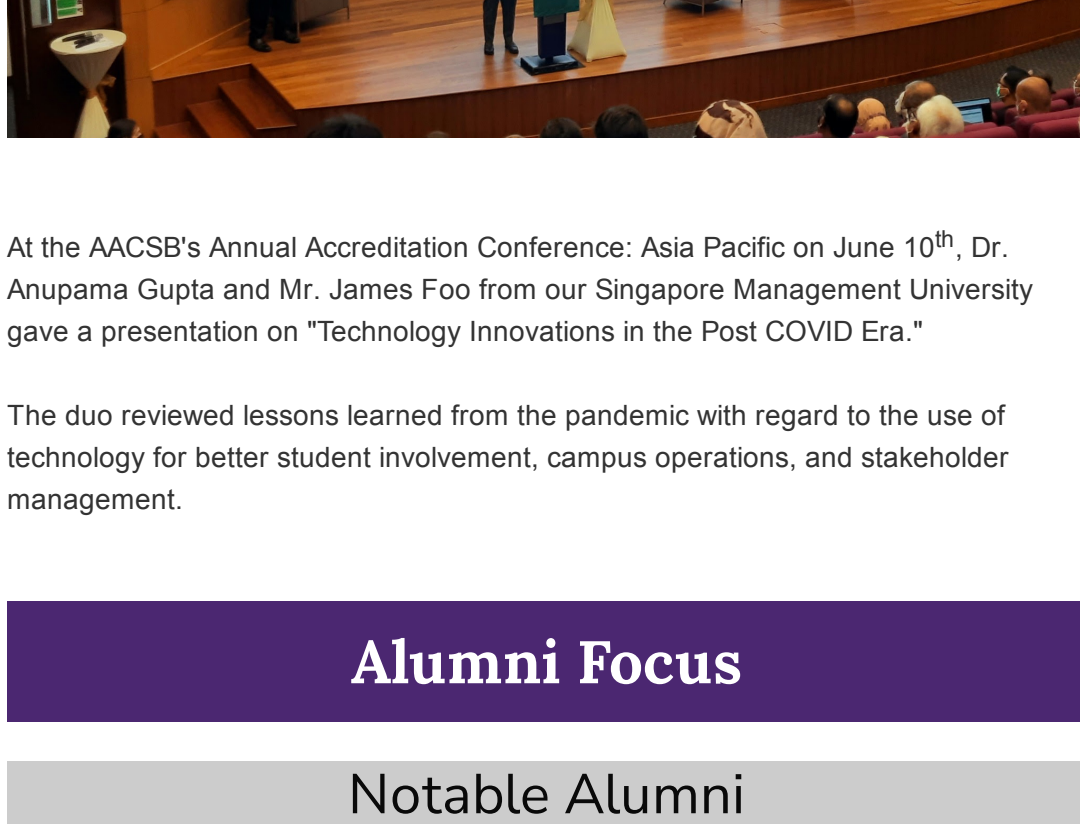 At the AACSB's Annual Accreditation Conference: Asia Pacific on June 10th, Dr.
Anupama Gupta and Mr. James Foo from our Singapore Management University
gave a presentation on "Technology Innovations in the Post COVID Era."
The duo reviewed lessons learned from the pandemic with regard to the use of
technology for better student involvement, campus operations, and stakeholder
management.
Alumni Focus
Notable Alumni